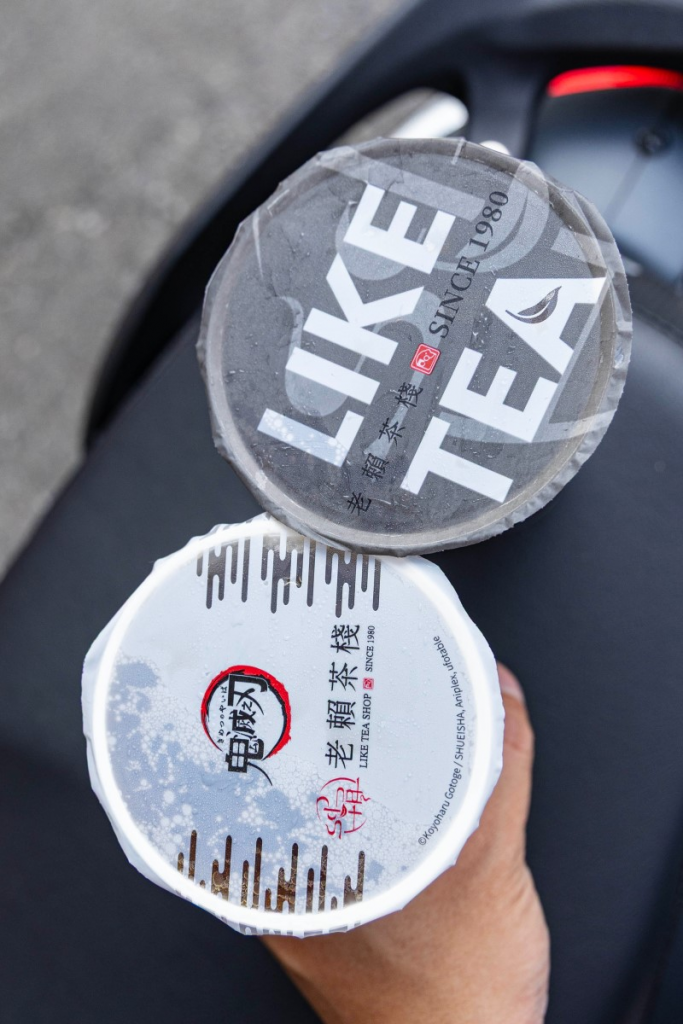 LIKE
老賴茶棧 SINCE 1980
TEA
きめつのやいば
鬼滅之刃
老賴茶棧
LIKE TEA SHOP SINCE 1980
©Koyoharu Gotoge / SHUEISHA, Aniplex, ufotable